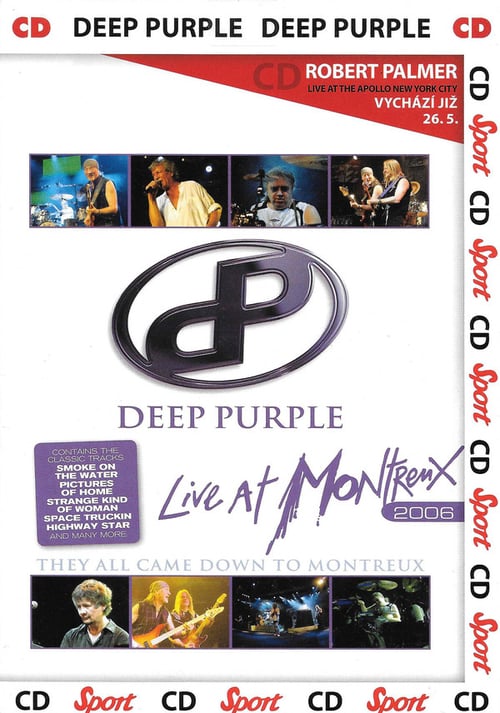 CD DEEP PURPLE DEEP PURPLE CD
CD ROBERT PALMER
LIVE AT THE APOLLO NEW YORK CITY
VYCHÁZÍ JIŽ
26. 5.
CD
Sport
CD
Sport
CD
Sport
CD
Sport
CD
Sport
dp
DEEP PURPLE
CONTAINS THE
CLASSIC TRACKS
SMOKE ON
THE WATER
PICTURES
OF HOME
STRANGE KIND
OF WOMAN
SPACE TRUCKIN
HIGHWAY STAR
AND MANY MORE
Live At Montreux
2006
THEY ALL CAME DOWN TO MONTREUX
CD Sport CD Sport CD Sport CD